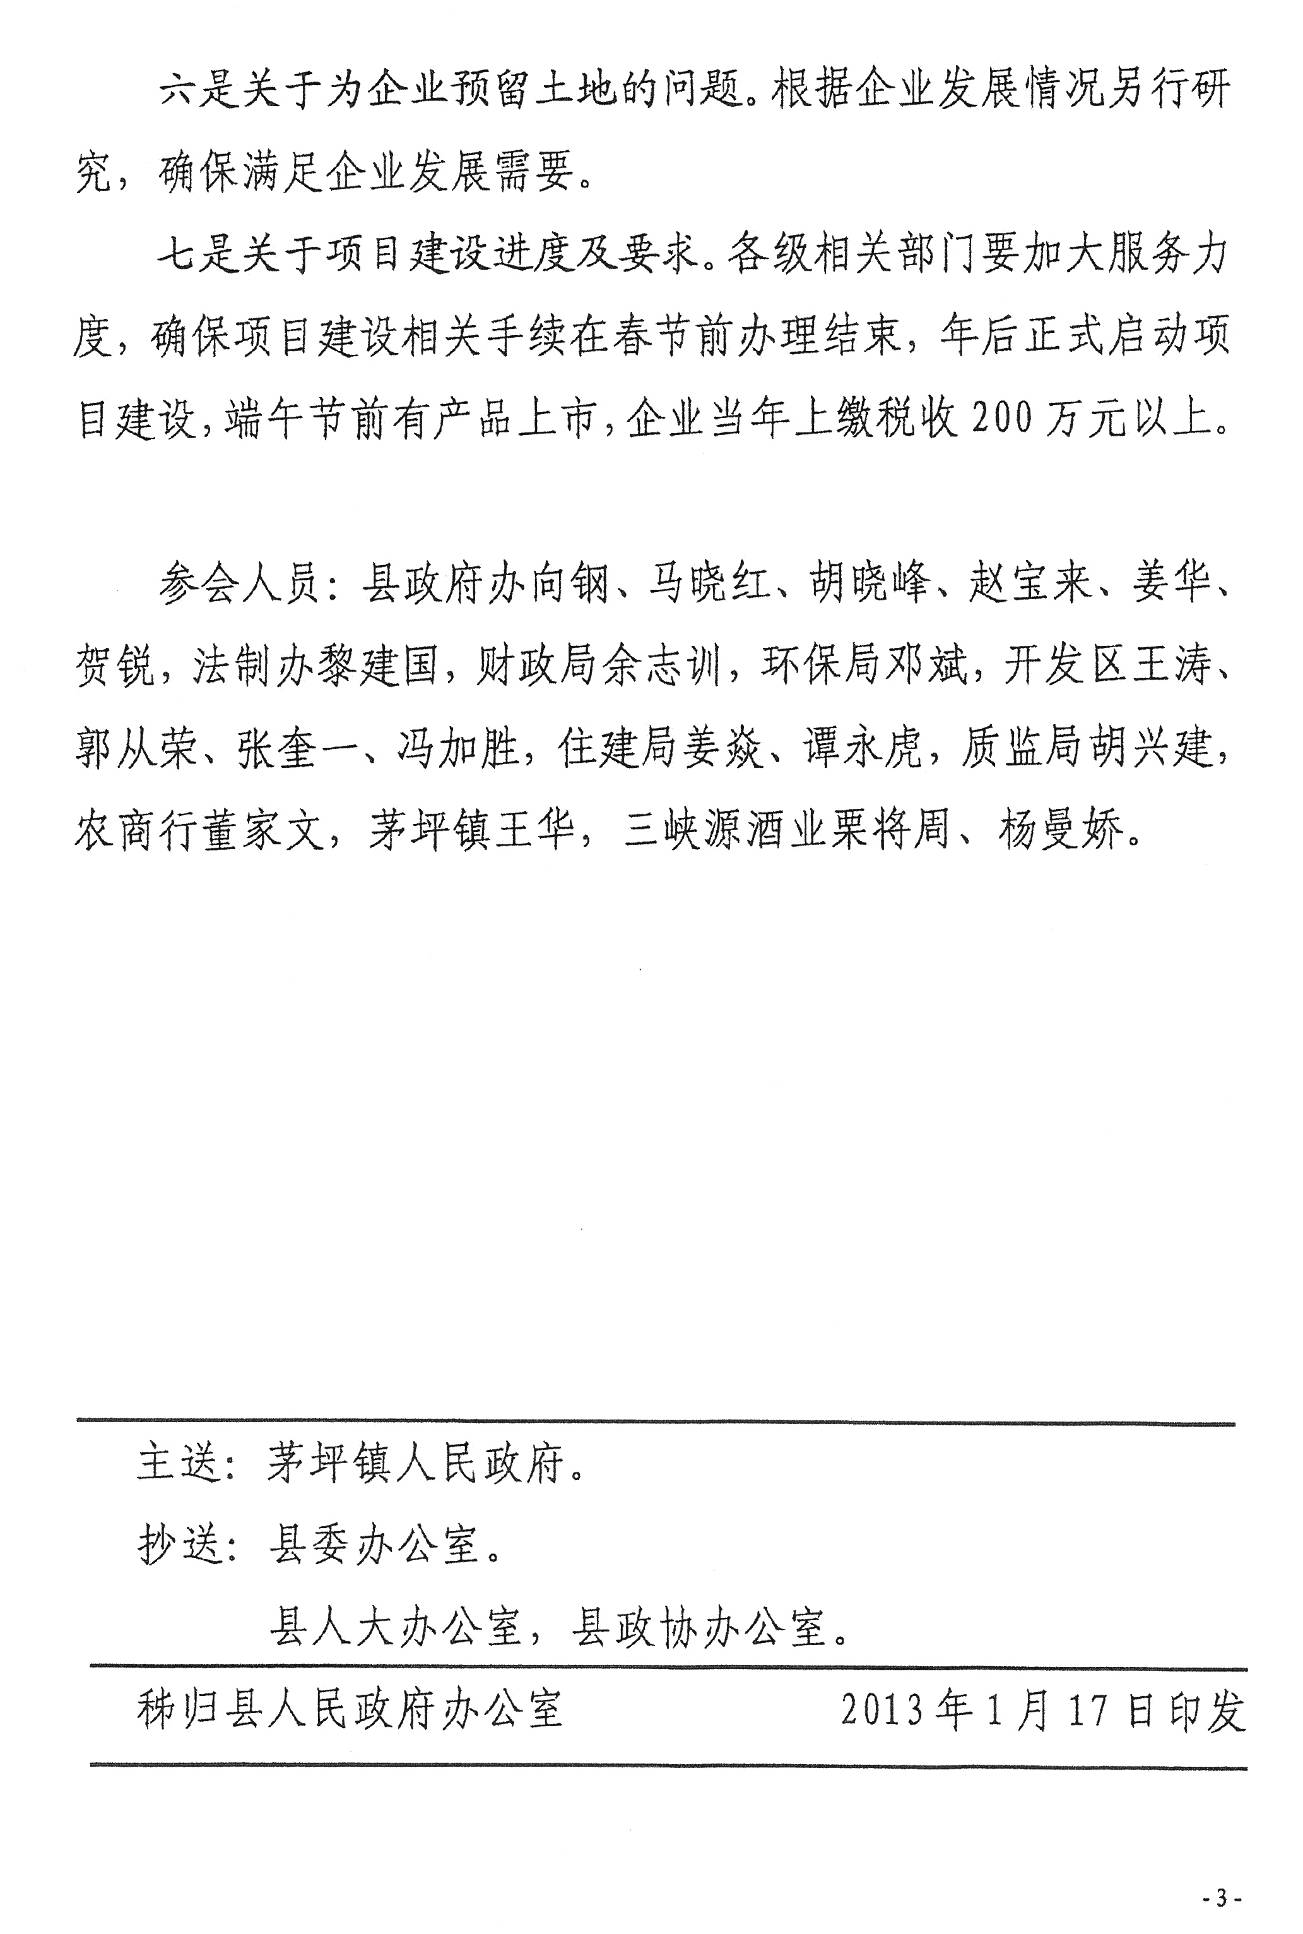 六是关于为企业预留土地的问题。根据企业发展情况另行研
究，确保满足企业发展需要。
七是关于项目建设进度及要求。各级相关部门要加大服务力
度，确保项目建设相关手续在春节前办理结束，年后正式启动项
目建设，端午节前有产品上市，企业当年上缴税收 200 万元以上。
参会人员：县政府办向钢、马晓红、胡晓峰、赵宝来、姜华、
贺锐，法制办黎建国，财政局余志训，环保局邓斌，开发区王涛、
郭从荣、张奎一、冯加胜，住建局姜焱、谭永虎，质监局胡兴建，
农商行董家文，茅坪镇王华，三峡源酒业栗将周、杨曼娇。
主送：茅坪镇人民政府。
抄送：县委办公室。
县人大办公室，县政协办公室。
秭归县人民政府办公室 2013 年 1 月 17 日印发
- 3 -